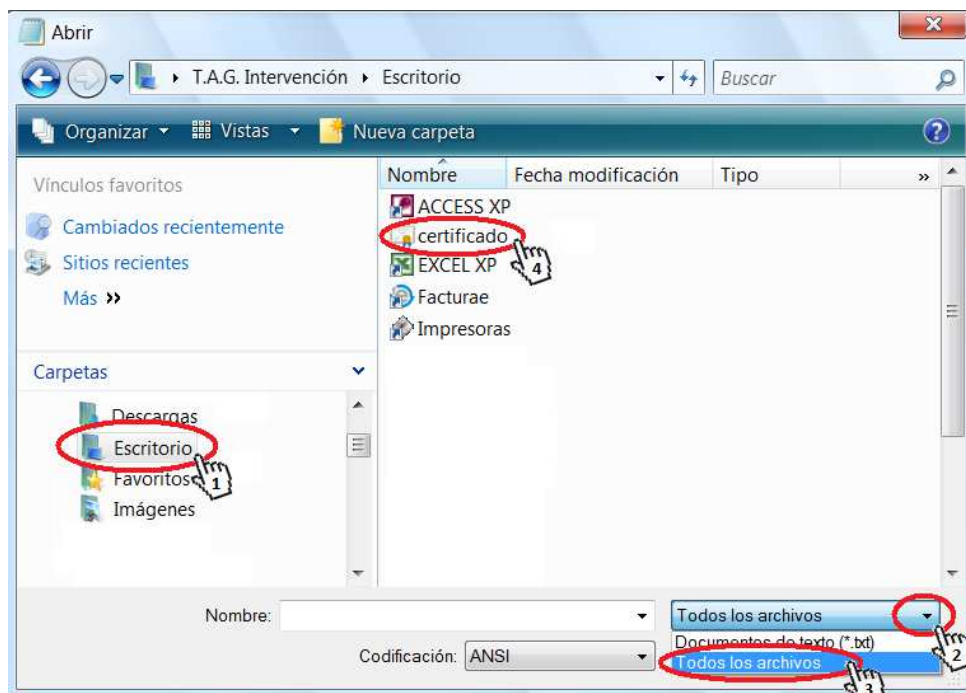 Abrir
T.A.G. Intervención ▸ Escritorio
Buscar
Organizar
Vistas
Nueva carpeta
?
Vínculos favoritos
Cambiados recientemente
Sitios recientes
Más »
Carpetas
Descargas
Escritorio
1
Favoritos
Imágenes
Nombre Fecha modificación Tipo »
ACCESS XP
certificado
4
EXCEL XP
Facturae
Impresoras
Nombre:
Todos los archivos
2
Codificación: ANSI
Documentos de texto (*.txt)
Todos los archivos
3